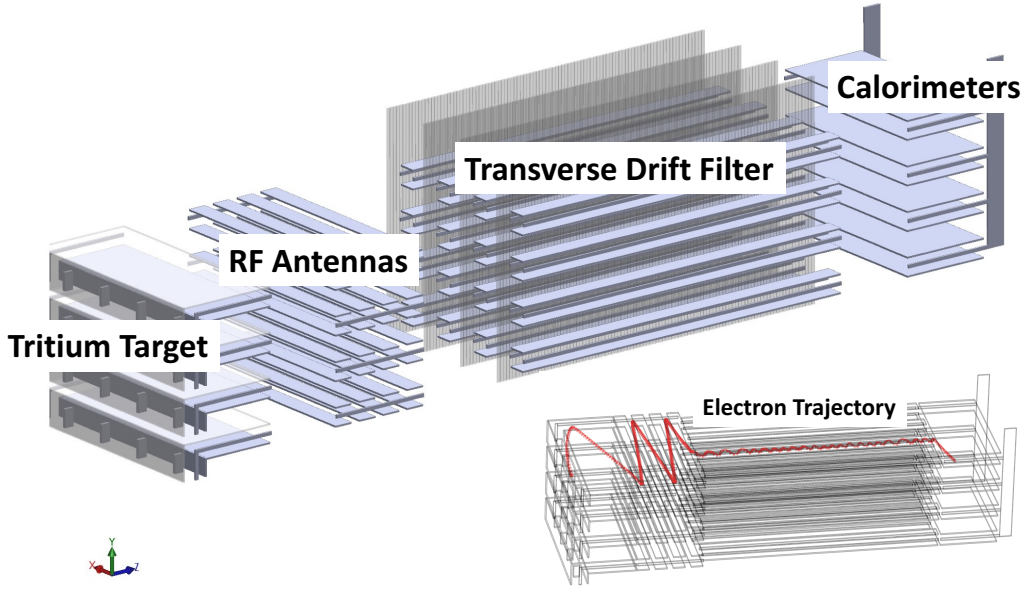 Calorimeters
Transverse Drift Filter
RF Antennas
Tritium Target
Electron Trajectory
Y
X
Z